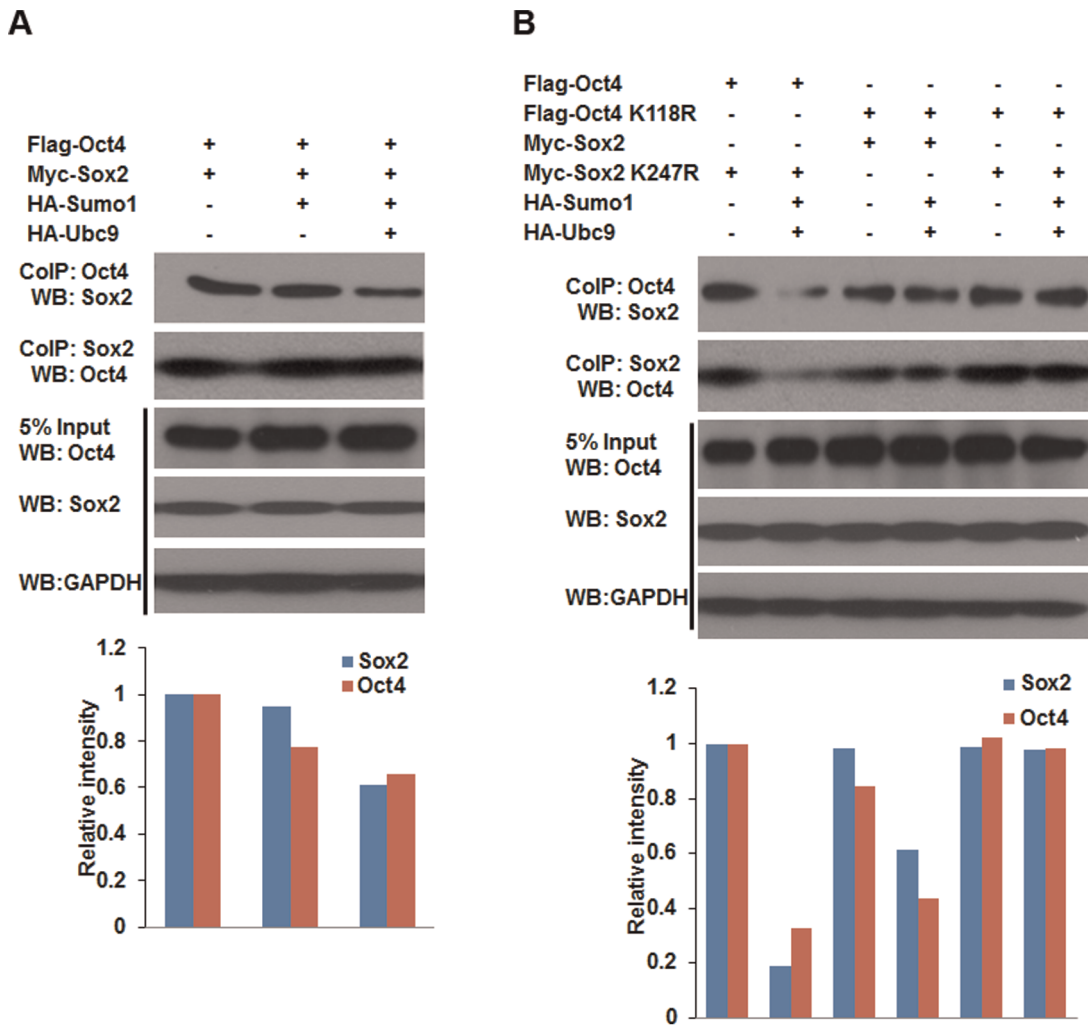 A
Flag-Oct4 + + +
Myc-Sox2 + + +
HA-Sumo1 - + +
HA-Ubc9 - - +
CoIP: Oct4
WB: Sox2
CoIP: Sox2
WB: Oct4
5% Input
WB: Oct4
WB: Sox2
WB:GAPDH
1.2
1
0.8
0.6
0.4
0.2
0
Relative intensity
Sox2
Oct4
B
Flag-Oct4 + + - - - -
Flag-Oct4 K118R - - + + + +
Myc-Sox2 - - + + - -
Myc-Sox2 K247R + + - - + +
HA-Sumo1 - + - + - +
HA-Ubc9 - + - + - +
CoIP: Oct4
WB: Sox2
CoIP: Sox2
WB: Oct4
5% Input
WB: Oct4
WB: Sox2
WB:GAPDH
1.2
1
0.8
0.6
0.4
0.2
0
Relative intensity
Sox2
Oct4